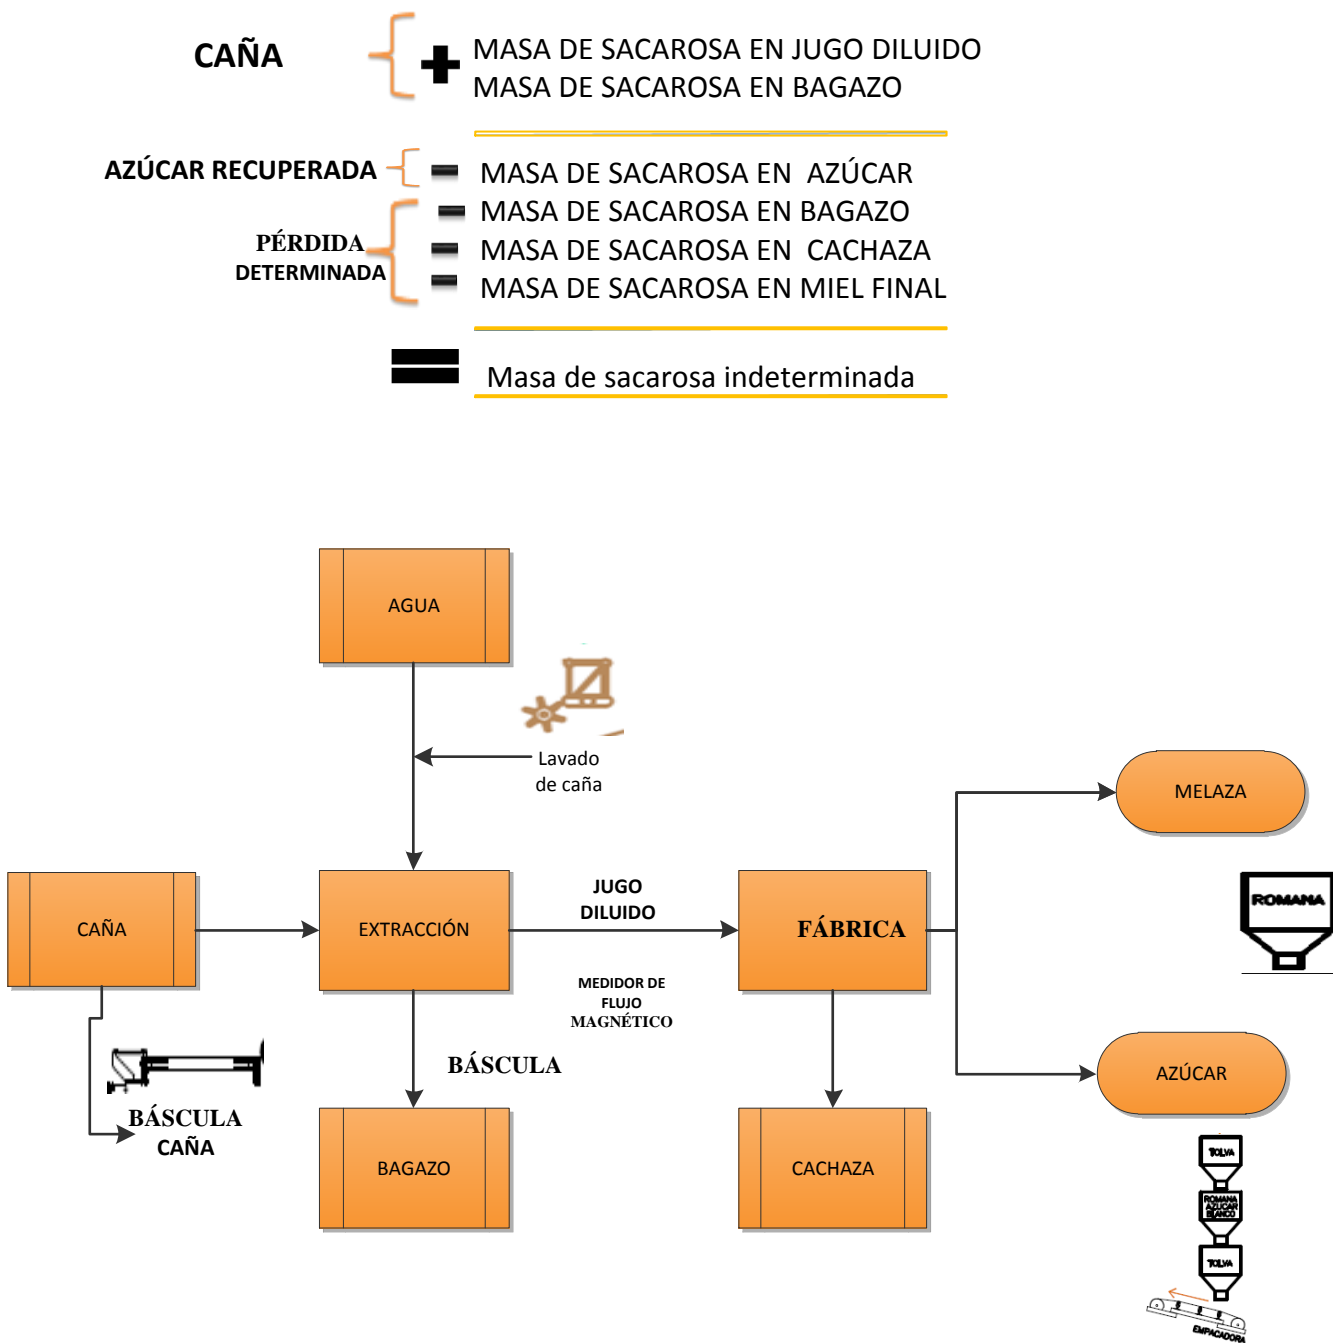 CAÑA
MASA DE SACAROSA EN JUGO DILUIDO
MASA DE SACAROSA EN BAGAZO
AZÚCAR RECUPERADA
MASA DE SACAROSA EN AZÚCAR
MASA DE SACAROSA EN BAGAZO
PÉRDIDA
DETERMINADA
MASA DE SACAROSA EN CACHAZA
MASA DE SACAROSA EN MIEL FINAL
Masa de sacarosa indeterminada
AGUA
Lavado
de caña
MELAZA
ROMANA
CAÑA
EXTRACCIÓN
JUGO
DILUIDO
FÁBRICA
MEDIDOR DE
FLUJO
MAGNÉTICO
BÁSCULA
CAÑA
BÁSCULA
AZÚCAR
BAGAZO
CACHAZA
TOLVA
ROMANA
AZUCAR
BLANCO
TOLVA
EMPACADORA